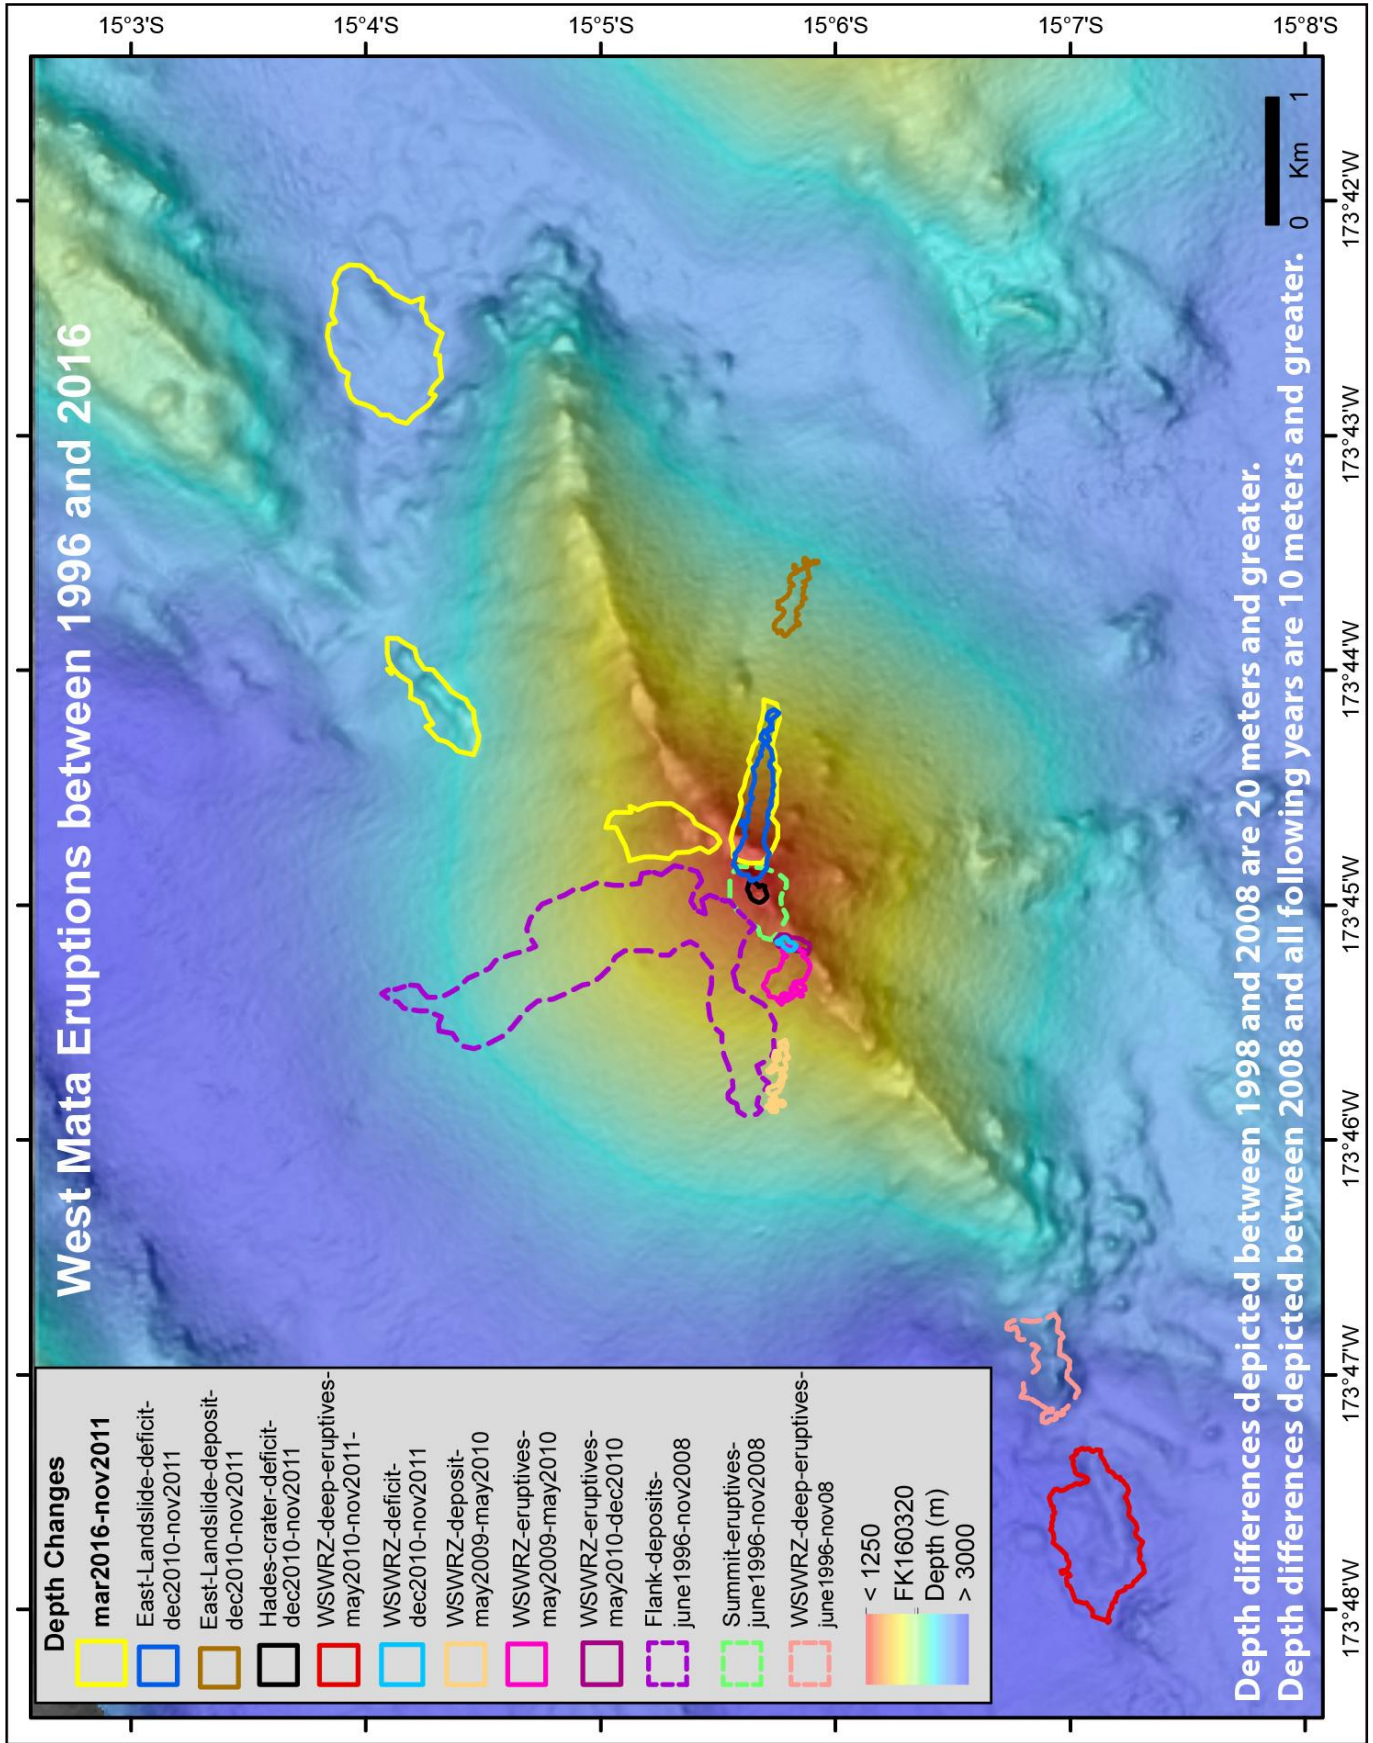 West Mata Eruptions between 1996 and 2016
15°3'S
15°4'S
15°5'S
15°6'S
15°7'S
15°8'S
Depth Changes
mar2016-nov2011
East-Landslide-deficit-
dec2010-nov2011
East-Landslide-deposit-
dec2010-nov2011
Hades-crater-deficit-
dec2010-nov2011
WSWRZ-deep-eruptives-
may2010-nov2011-
WSWRZ-deficit-
dec2010-nov2011
WSWRZ-deposit-
may2009-may2010
WSWRZ-eruptives-
may2009-may2010
WSWRZ-eruptives-
may2010-dec2010
Flank-deposits-
june1996-nov2008
Summit-eruptives-
june1996-nov2008
WSWRZ-deep-eruptives-
june1996-nov08
< 1250
FK160320
Depth (m)
> 3000
0 Km 1
Depth differences depicted between 1998 and 2008 are 20 meters and greater.
Depth differences depicted between 2008 and all following years are 10 meters and greater.
173°48'W
173°47'W
173°46'W
173°45'W
173°44'W
173°43'W
173°42'W